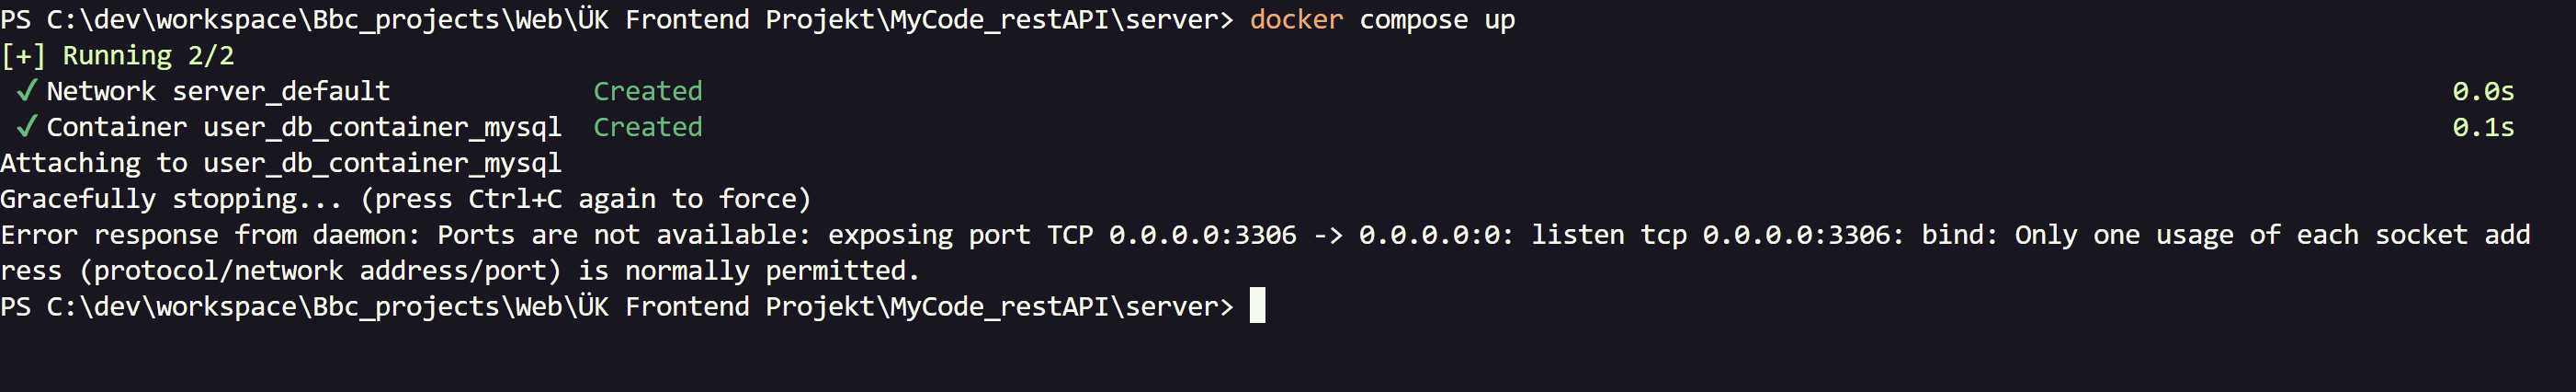 PS C:\dev\workspace\Bbc_projects\Web\ÜK Frontend Projekt\MyCode_restAPI\server> docker compose up
[+] Running 2/2
✔ Network server_default Created 0.0s
✔ Container user_db_container_mysql Created 0.1s
Attaching to user_db_container_mysql
Gracefully stopping... (press Ctrl+C again to force)
Error response from daemon: Ports are not available: exposing port TCP 0.0.0.0:3306 -> 0.0.0.0:0: listen tcp 0.0.0.0:3306: bind: Only one usage of each socket add
ress (protocol/network address/port) is normally permitted.
PS C:\dev\workspace\Bbc_projects\Web\ÜK Frontend Projekt\MyCode_restAPI\server>